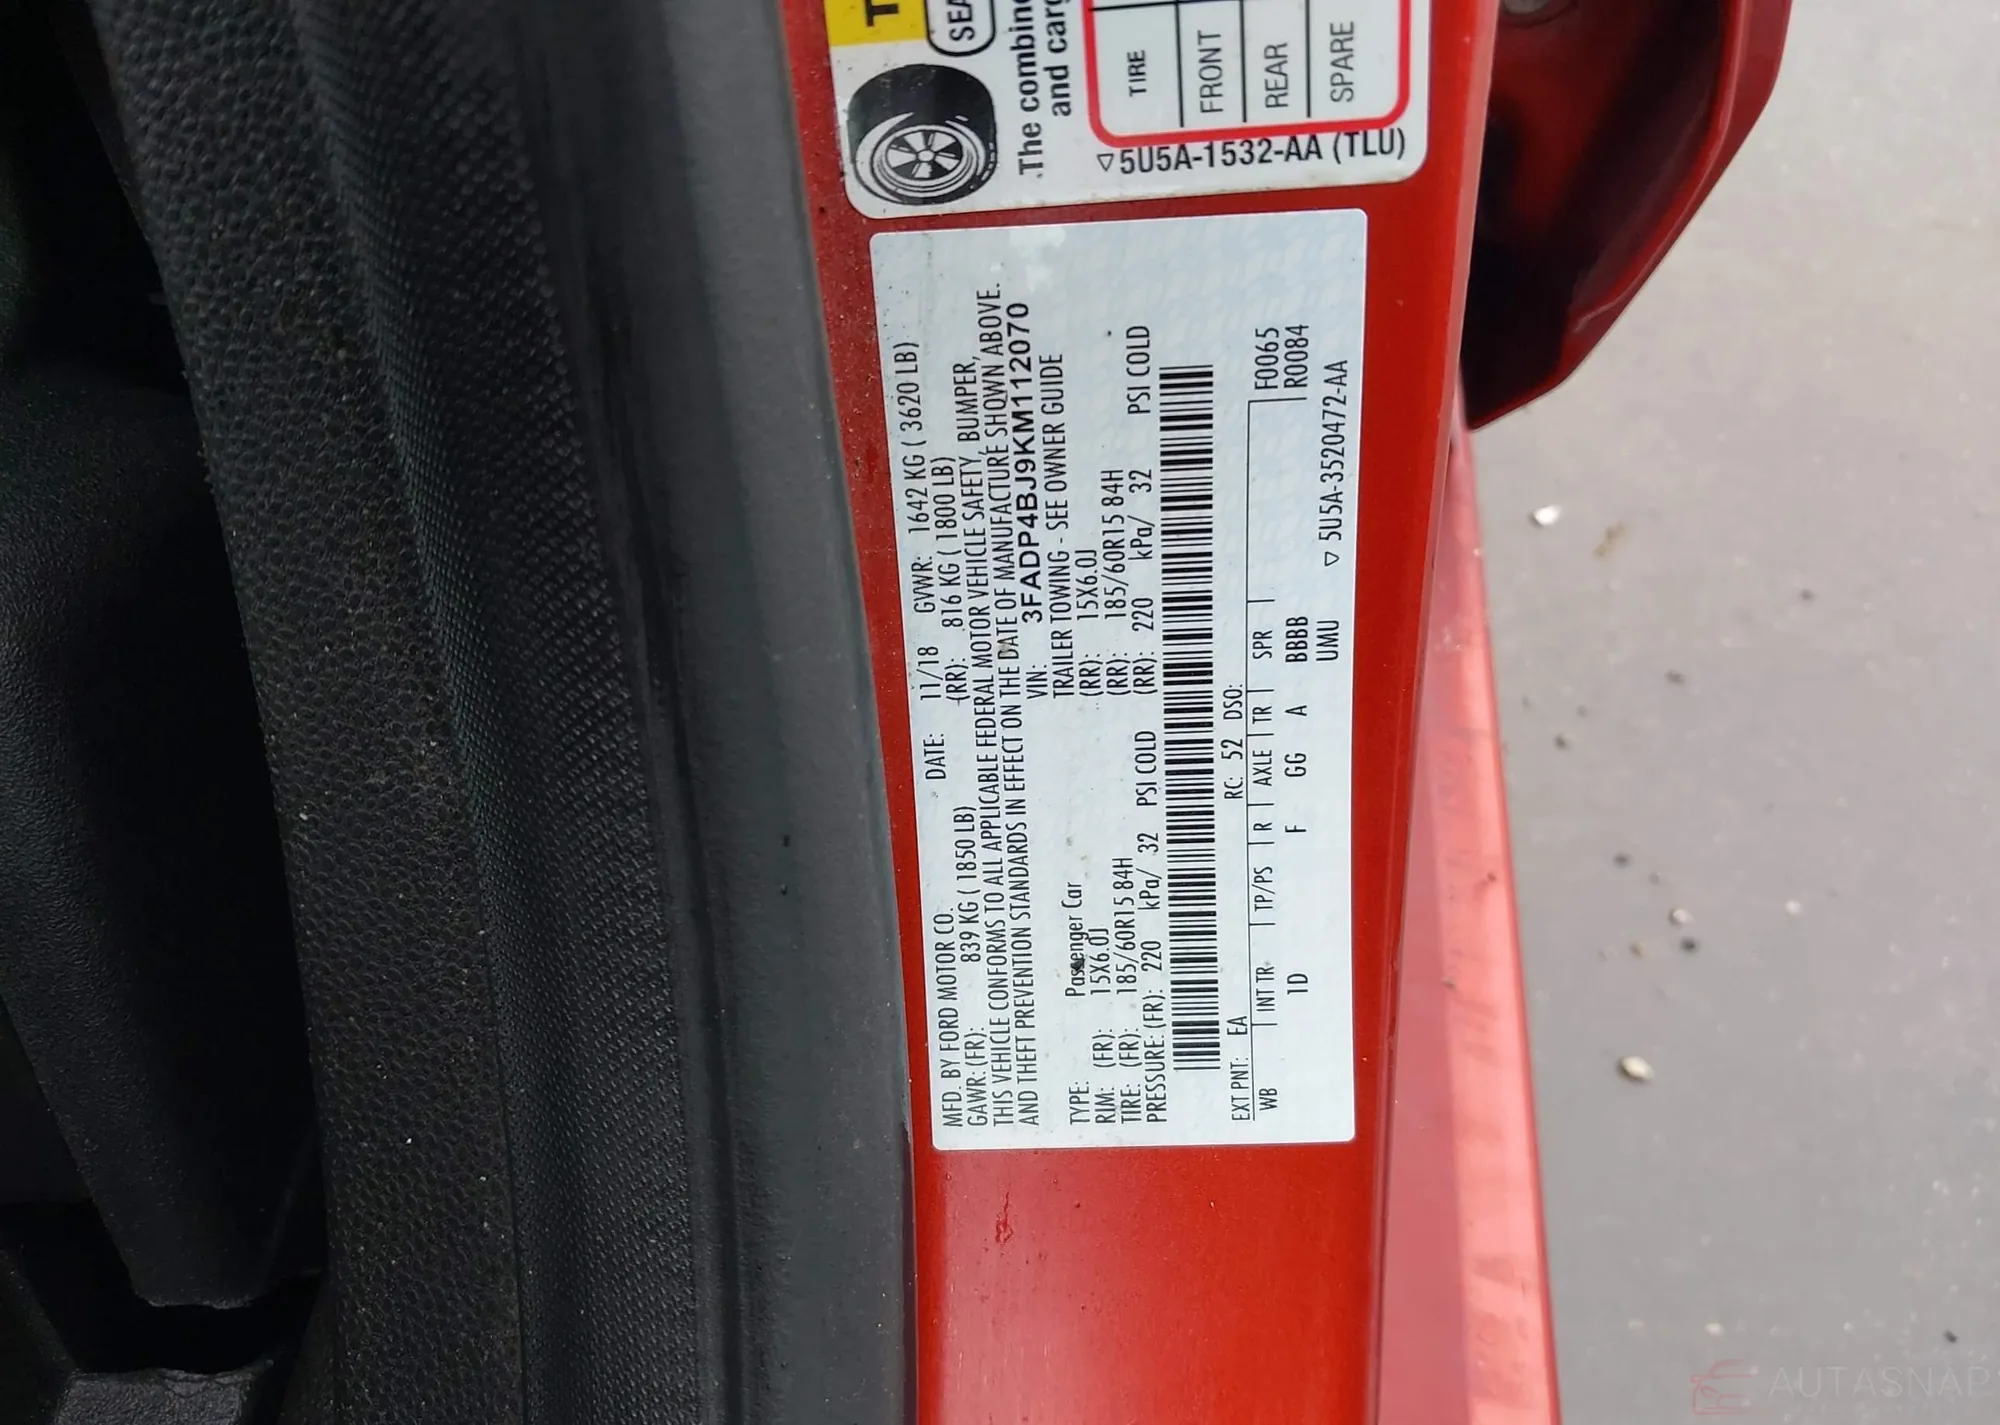 T
SEA
The combine
and carg
TIRE
FRONT
REAR
SPARE
5U5A-1532-AA (TLU)
MFD. BY FORD MOTOR CO. DATE: 11/18 GVWR: 1642 KG ( 3620 LB)
GAWR: (FR): 839 KG ( 1850 LB) (RR): 816 KG ( 1800 LB)
THIS VEHICLE CONFORMS TO ALL APPLICABLE FEDERAL MOTOR VEHICLE SAFETY, BUMPER,
AND THEFT PREVENTION STANDARDS IN EFFECT ON THE DATE OF MANUFACTURE SHOWN ABOVE.
VIN: 3FADP4BJ9KM112070
TYPE: Passenger Car TRAILER TOWING - SEE OWNER GUIDE
RIM: (FR): 15X6.0J (RR): 15X6.0J
TIRE: (FR): 185/60R15 84H (RR): 185/60R15 84H
PRESSURE: (FR): 220 kPa/ 32 PSI COLD (RR): 220 kPa/ 32 PSI COLD
EXT PNT: EA RC: 52 DSO:
WB INT TR TP/PS R AXLE TR SPR F0065
1D F GG A BBBB R0084
UMU ▽ 5U5A-3520472-AA
AUTASNAP